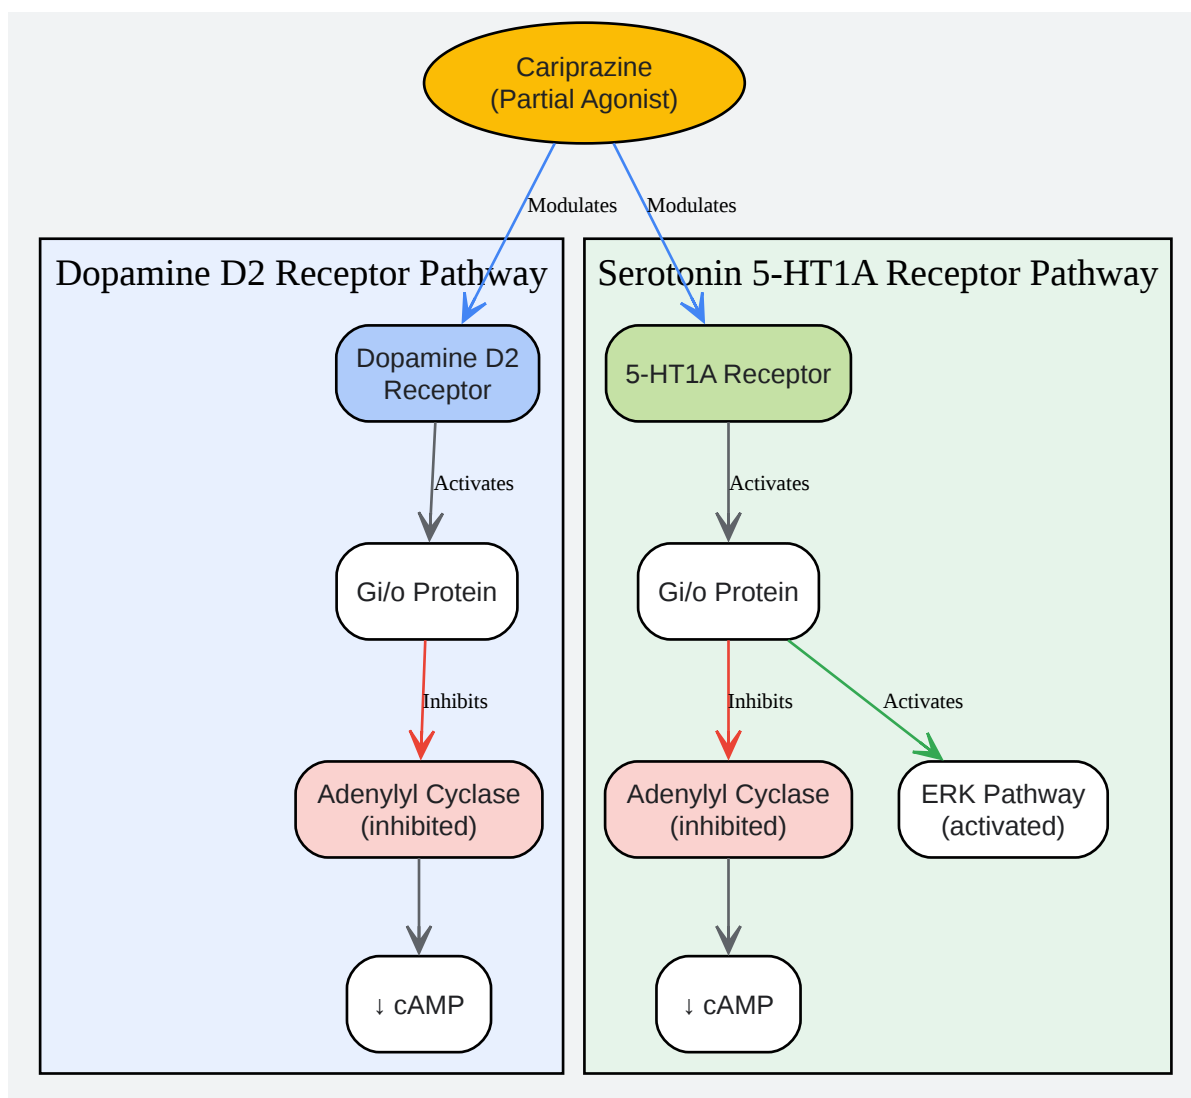 Cariprazine
(Partial Agonist)
Modulates
Modulates
Dopamine D2 Receptor Pathway
Serotonin 5-HT1A Receptor Pathway
Dopamine D2
Receptor
5-HT1A Receptor
Activates
Activates
Gi/o Protein
Gi/o Protein
Inhibits
Inhibits
Activates
Adenylyl Cyclase
(inhibited)
Adenylyl Cyclase
(inhibited)
ERK Pathway
(activated)
↓ cAMP
↓ cAMP